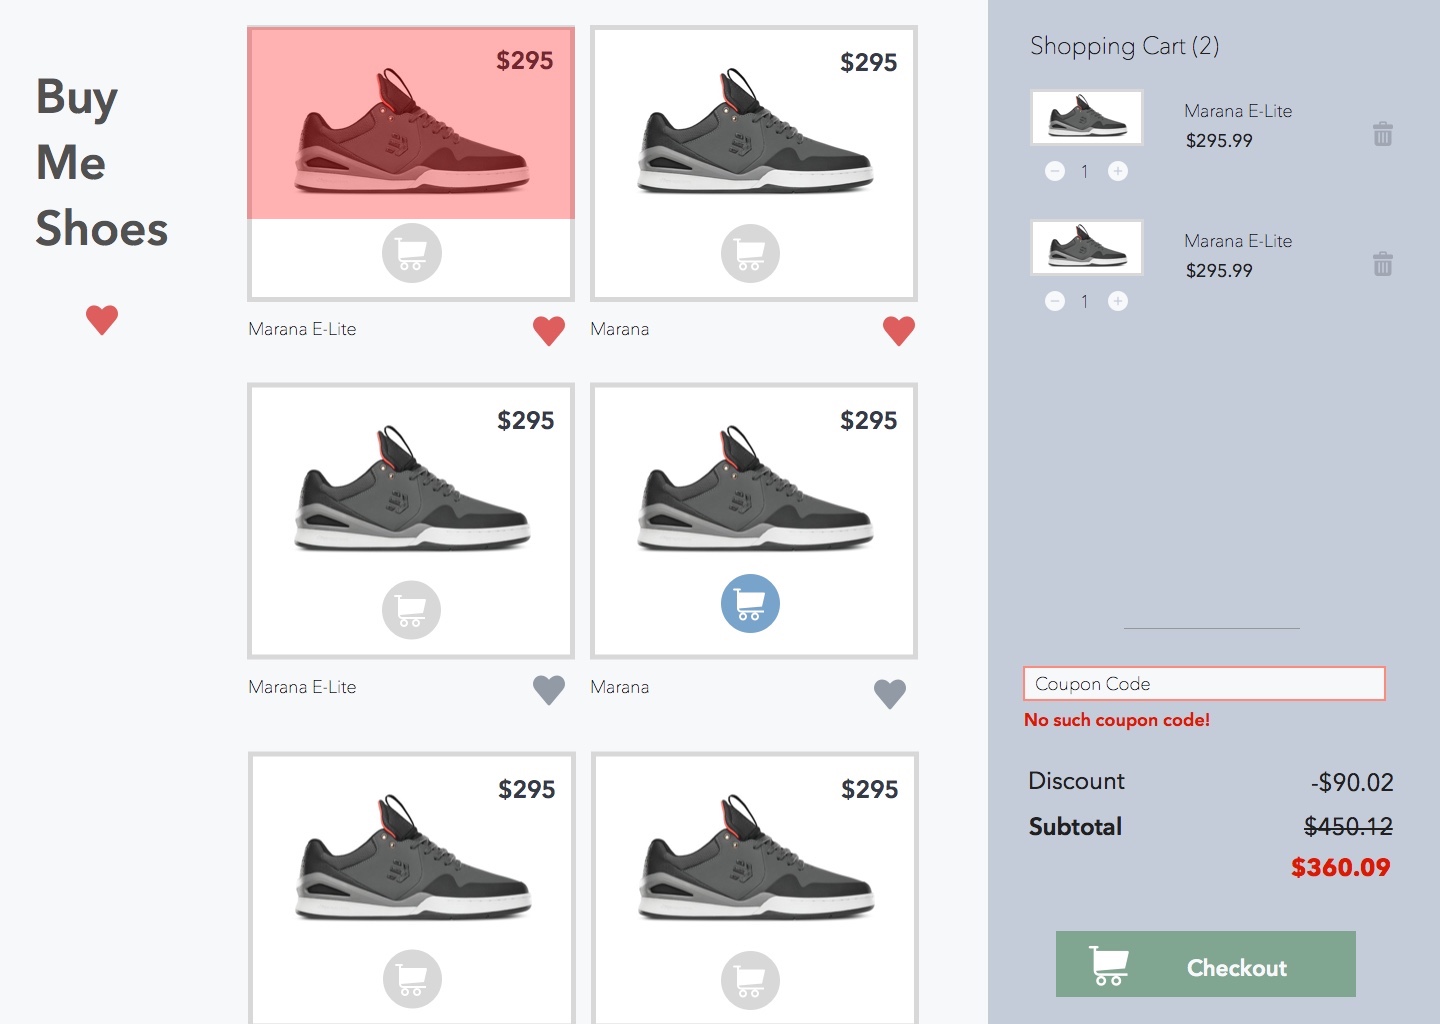 Buy
Me
Shoes
$295
$295
Marana E-Lite
Marana
$295
$295
Marana E-Lite
Marana
$295
$295
Shopping Cart (2)
Marana E-Lite
$295.99
1
Marana E-Lite
$295.99
1
Coupon Code
No such coupon code!
Discount -$90.02
Subtotal $450.12
$360.09
Checkout